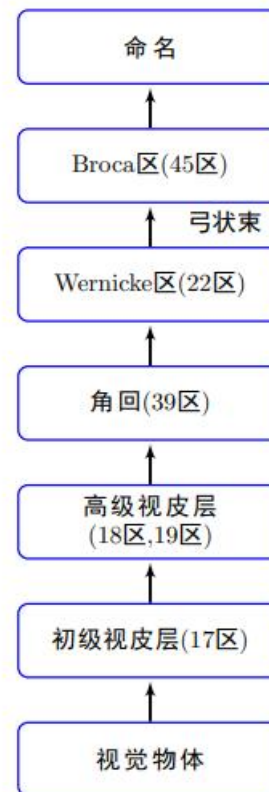 命名
Broca区(45区)
弓状束
Wernicke区(22区)
角回(39区)
高级视皮层
(18区,19区)
初级视皮层(17区)
视觉物体